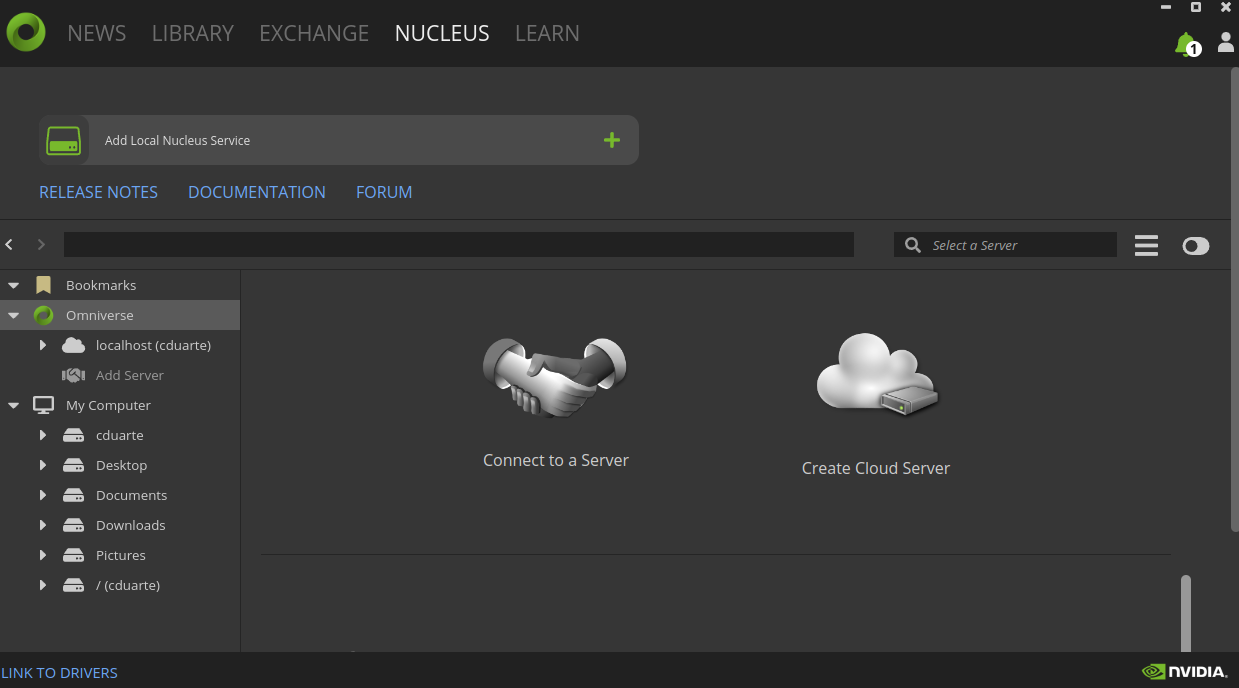 NEWS LIBRARY EXCHANGE NUCLEUS LEARN
1
Add Local Nucleus Service
RELEASE NOTES DOCUMENTATION FORUM
Select a Server
Bookmarks
Omniverse
localhost (cduarte)
Add Server
My Computer
cduarte
Desktop
Documents
Downloads
Pictures
/ (cduarte)
Connect to a Server
Create Cloud Server
LINK TO DRIVERS
NVIDIA.